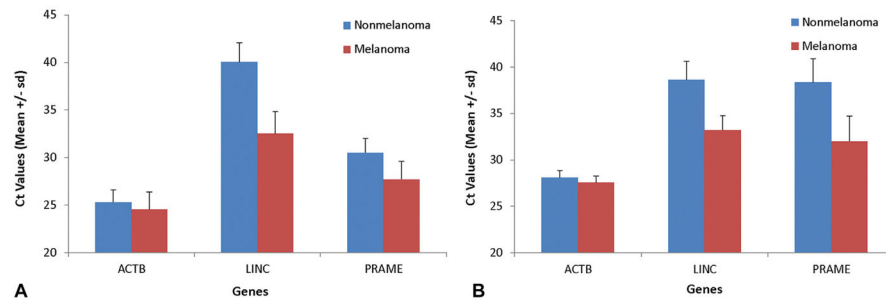 45
40
35
30
25
20
Ct Values (Mean +/- sd)
Nonmelanoma
Melanoma
ACTB LINC PRAME
Genes
A
45
40
35
30
25
20
Ct Values (Mean +/- sd)
Nonmelanoma
Melanoma
ACTB LINC PRAME
Genes
B